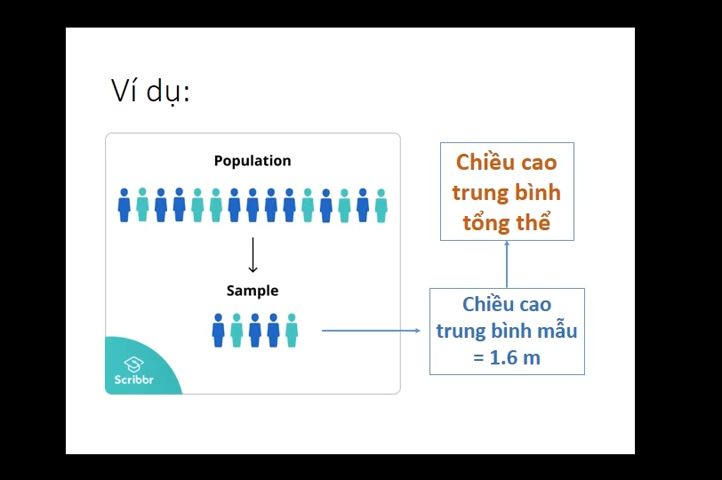 Ví dụ:
Population
Sample
Scribbr
Chiều cao
trung bình
tổng thể
Chiều cao
trung bình mẫu
= 1.6 m